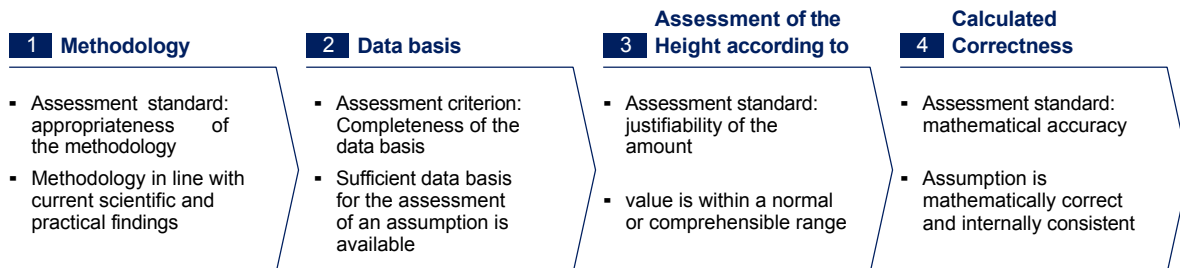 1 Methodology
▪ Assessment standard:
appropriateness of
the methodology
▪ Methodology in line with
current scientific and
practical findings
2 Data basis
▪ Assessment criterion:
Completeness of the
data basis
▪ Sufficient data basis
for the assessment
of an assumption is
available
Assessment of the
3 Height according to
▪ Assessment standard:
justifiability of the
amount
▪ value is within a normal
or comprehensible range
Calculated
4 Correctness
▪ Assessment standard:
mathematical accuracy
▪ Assumption is
mathematically correct
and internally consistent